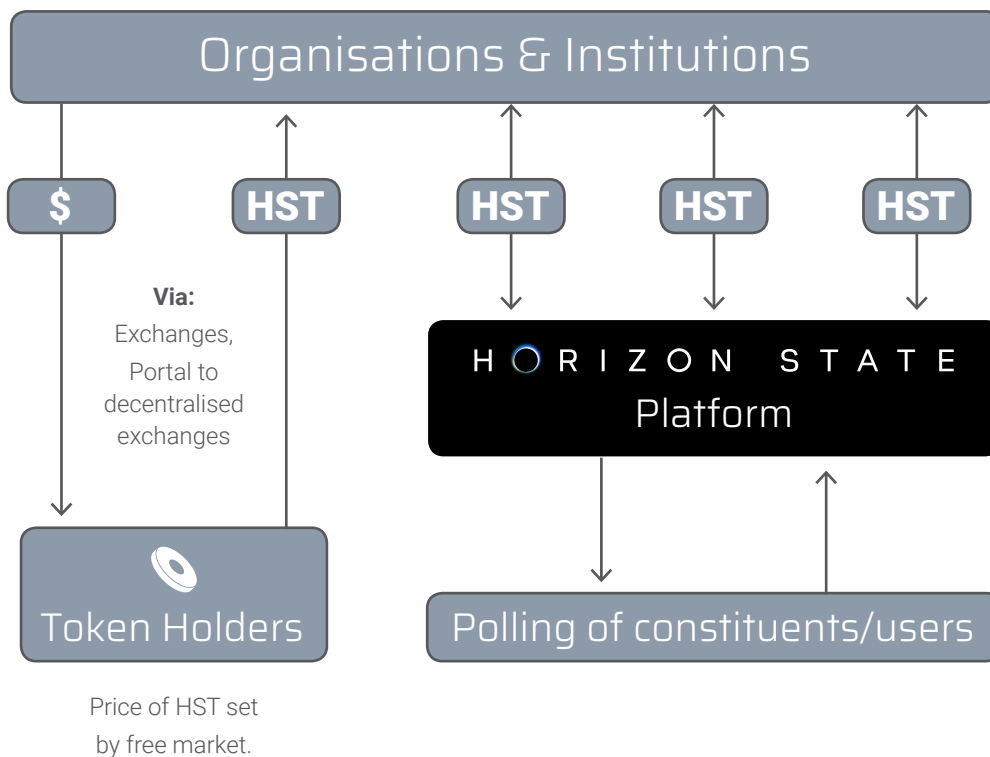 Organisations & Institutions
$ HST HST HST HST
Via:
Exchanges,
Portal to
decentralised
exchanges
HORIZON STATE
Platform
Token Holders
Polling of constituents/users
Price of HST set
by free market.